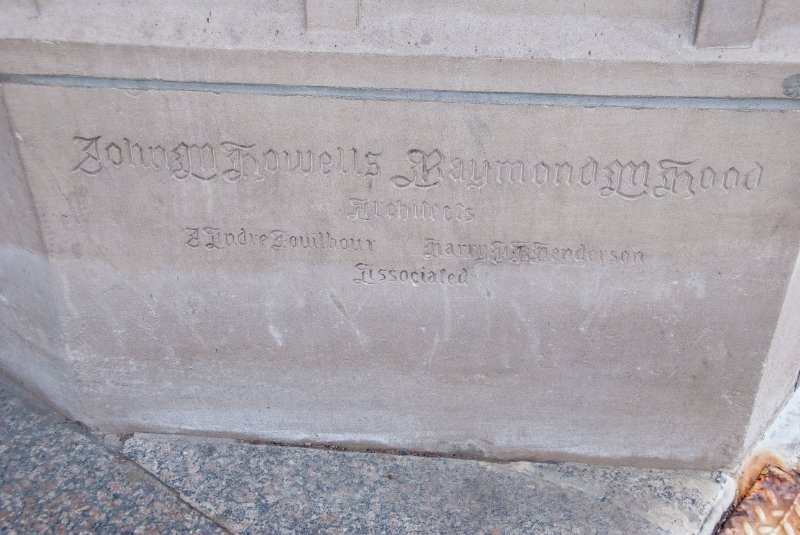 John M Howells Raymond M Hood
Architects
J Andre Fouilhoux Harry V K Henderson
Associated